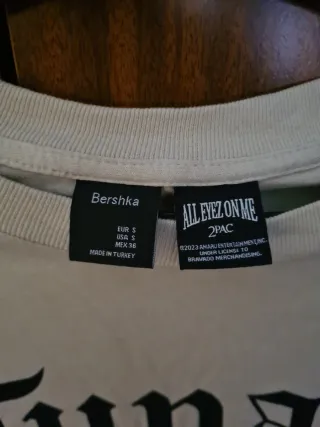 Bershka
EUR S
USA S
MEX 36
MADE IN TURKEY
ALL EYEZ ON ME
2PAC
©2023 AMARU ENTERTAINMENT, INC.
UNDER LICENSE TO
BRAVADO MERCHANDISING.